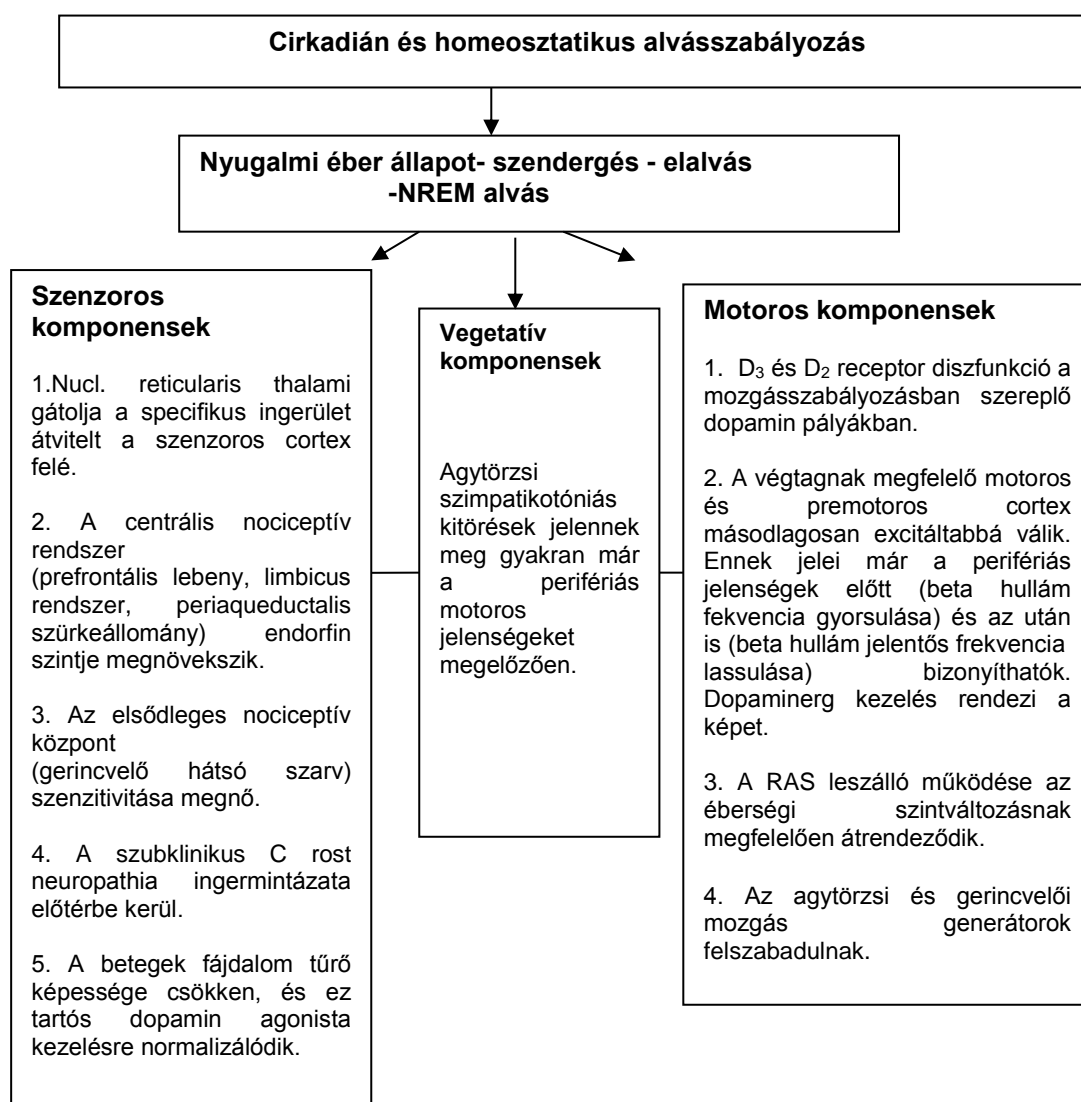 Cirkadián és homeosztatikus alvásszabályozás
Nyugalmi éber állapot- szendergés - elalvás
-NREM alvás
Szenzoros
komponensek
1.Nucl. reticularis thalami
gátolja a specifikus ingerület
átvitelt a szenzoros cortex
felé.
2. A centrális nociceptív
rendszer
(prefrontális lebeny, limbicus
rendszer, periaqueductalis
szürkeállomány) endorfin
szintje megnövekszik.
3. Az elsődleges nociceptív
központ
(gerincvelő hátsó szarv)
szenzitivitása megnő.
4. A szubklinikus C rost
neuropathia ingermintázata
előtérbe kerül.
5. A betegek fájdalom tűrő
képessége csökken, és ez
tartós dopamin agonista
kezelésre normalizálódik.
Vegetatív
komponensek
Agytörzsi
szimpatikotóniás
kitörések jelennek
meg gyakran már
a perifériás
motoros
jelenségeket
megelőzően.
Motoros komponensek
1. D₃ és D₂ receptor diszfunkció a
mozgásszabályozásban szereplő
dopamin pályákban.
2. A végtagnak megfelelő motoros
és premotoros cortex
másodlagosan excitáltabbá válik.
Ennek jelei már a perifériás
jelenségek előtt (beta hullám
fekvencia gyorsulása) és az után
is (beta hullám jelentős frekvencia
lassulása) bizonyíthatók.
Dopaminerg kezelés rendezi a
képet.
3. A RAS leszálló működése az
éberségi szintváltozásnak
megfelelően átrendeződik.
4. Az agytörzsi és gerincvelői
mozgás generátorok
felszabadulnak.